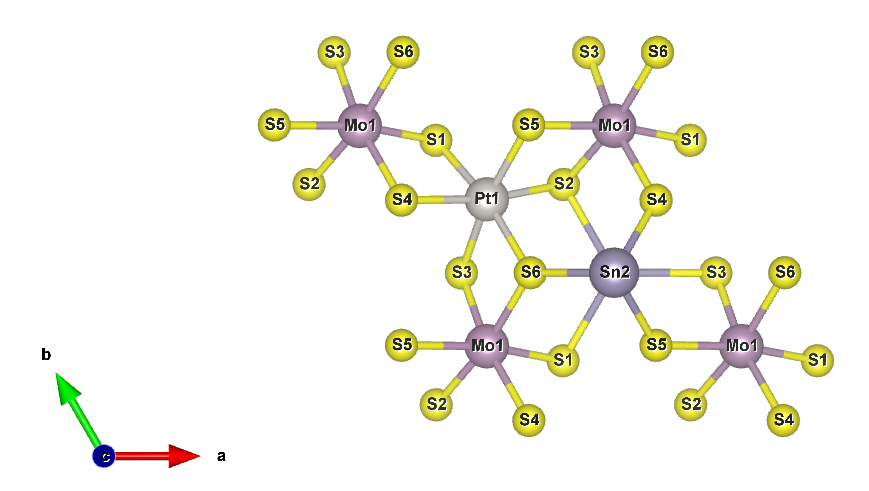 S3 S6 S3 S6
S5 Mo1 S1 S5 Mo1 S1
S2 S4 Pt1 S2 S4
S3 S6 Sn2 S3 S6
S5 Mo1 S1 S5 Mo1 S1
S2 S4 S2 S4
b
c a